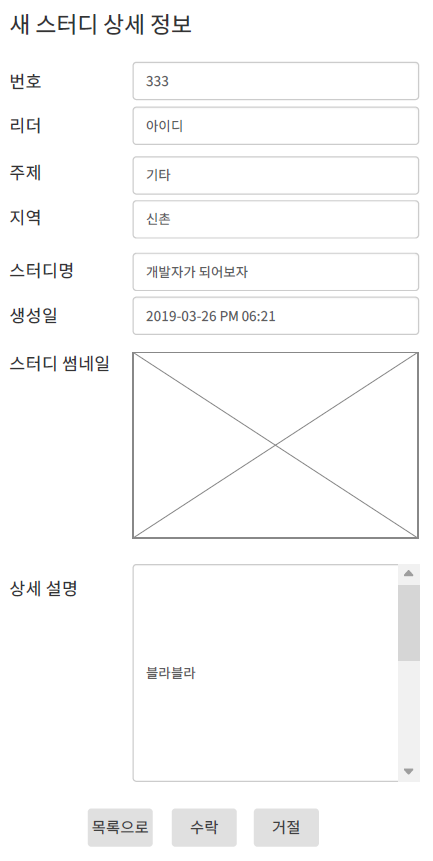 새 스터디 상세 정보
번호 333
리더 아이디
주제 기타
지역 신촌
스터디명 개발자가 되어보자
생성일 2019-03-26 PM 06:21
스터디 썸네일
상세 설명
블라블라
목록으로 수락 거절